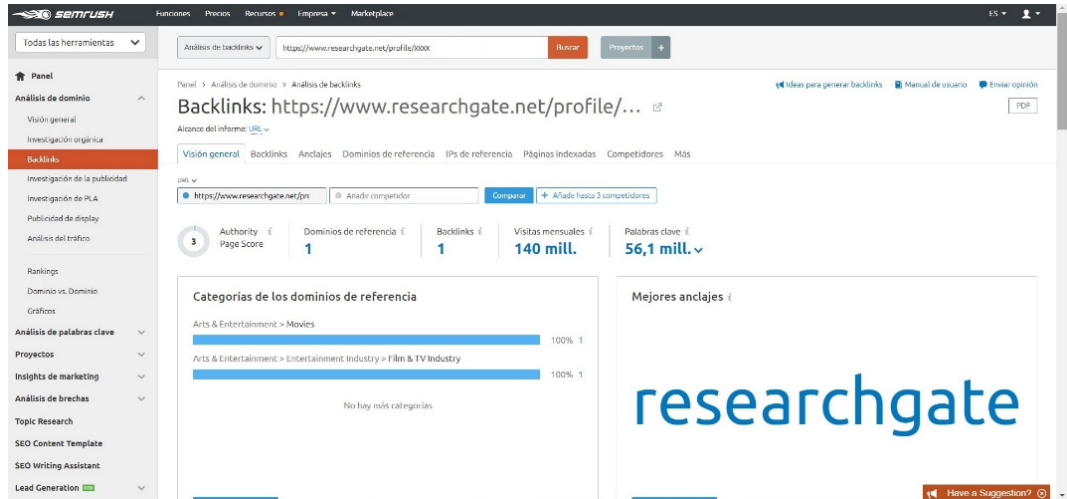 SEMRUSH
Funciones Precios Recursos Empresa Marketplace ES
Todas las herramientas
Análisis de backlinks https://www.researchgate.net/profile/xxxx Buscar Proyectos +
Panel
Análisis de dominio
Visión general
Investigación orgánica
Backlinks
Investigación de la publicidad
Investigación de PLA
Publicidad de display
Análisis del tráfico
Rankings
Dominio vs. Dominio
Gráficos
Análisis de palabras clave
Proyectos
Insights de marketing
Análisis de brechas
Topic Research
SEO Content Template
SEO Writing Assistant
Lead Generation
Panel > Análisis de dominio > Análisis de backlinks
Ideas para generar backlinks Manual de usuario Enviar opinión
Backlinks: https://www.researchgate.net/profile/...
PDF
Alcance del informe: URL
Visión general Backlinks Anclajes Dominios de referencia IPs de referencia Páginas indexadas Competidores Más
URL
https://www.researchgate.net/pro Añadir competidor Comparar + Añade hasta 3 competidores
3
Authority Page Score
Dominios de referencia i
1
Backlinks i
1
Visitas mensuales i
140 mill.
Palabras clave i
56,1 mill.
Categorías de los dominios de referencia
Arts & Entertainment > Movies
100% 1
Arts & Entertainment > Entertainment Industry > Film & TV Industry
100% 1
No hay más categorías
Mejores anclajes i
researchgate
Have a Suggestion?